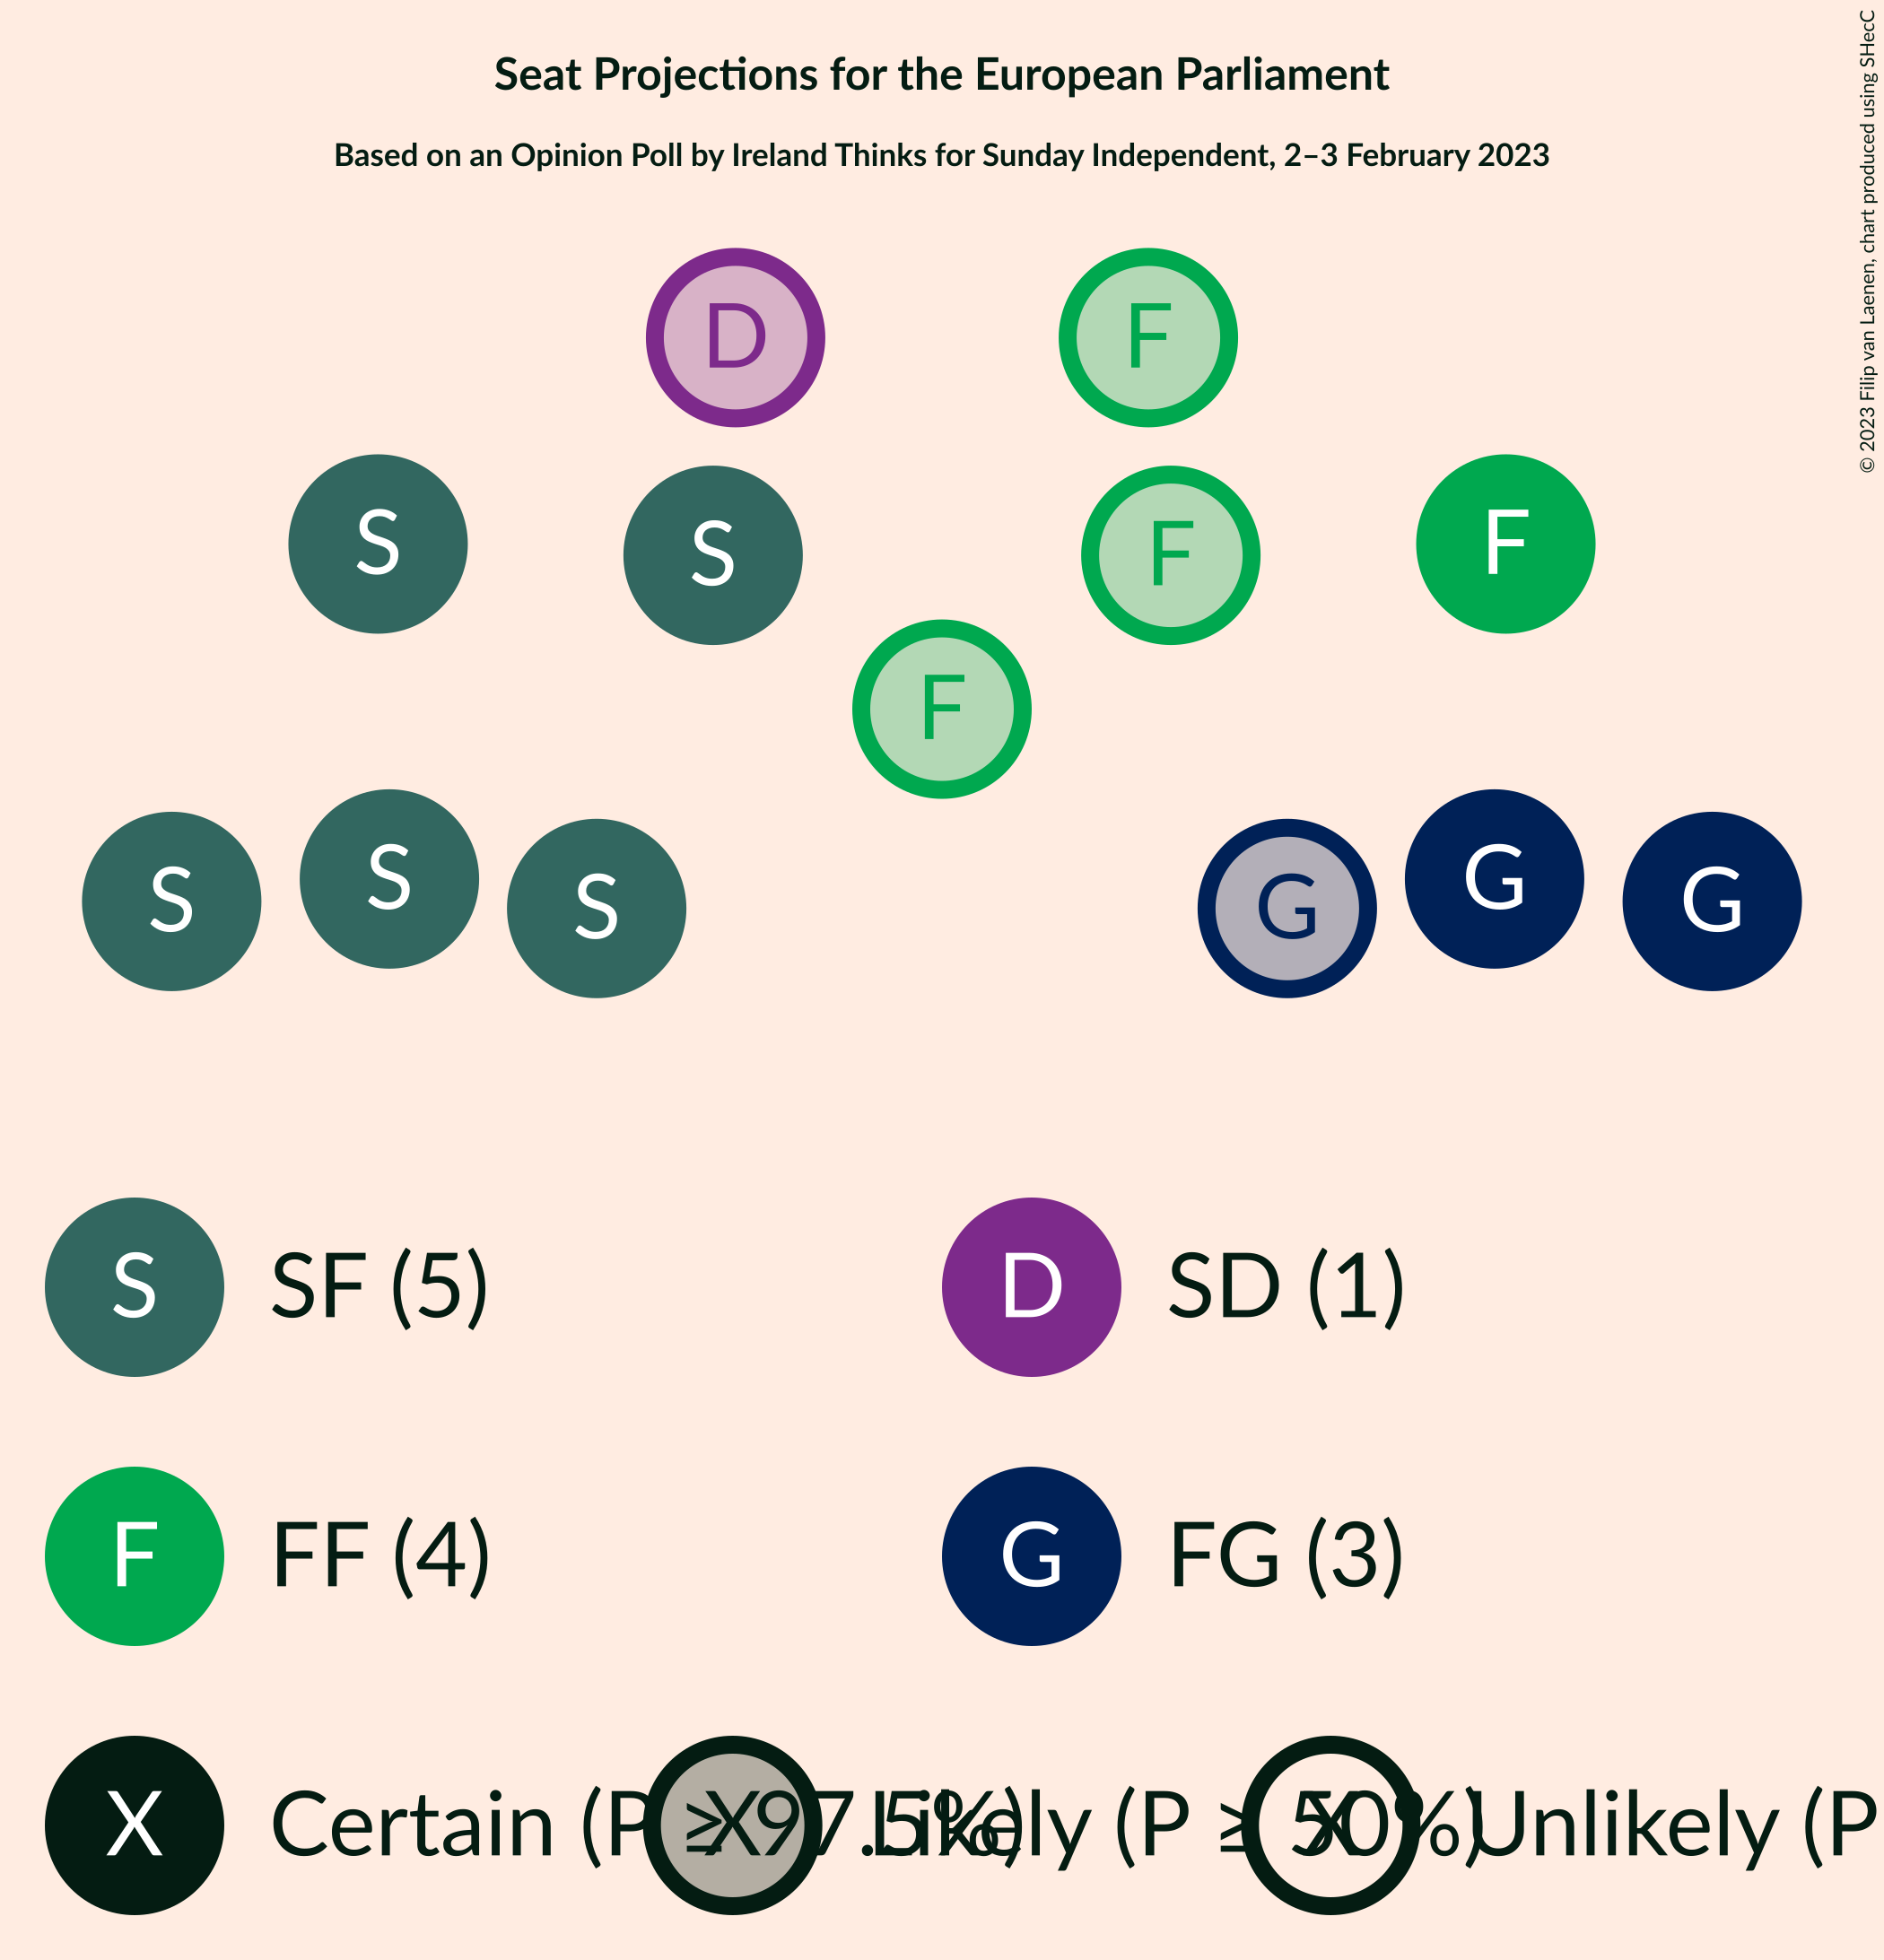 Seat Projections for the European Parliament
Based on an Opinion Poll by Ireland Thinks for Sunday Independent, 2–3 February 2023
© 2023 Filip van Laenen, chart produced using SHecC
D F
S S F F
F
S S S G G G
S SF (5) D SD (1)
F FF (4) G FG (3)
X Certain (P ≥ 97.5%) X Likely (P ≥ 50%) X Unlikely (P